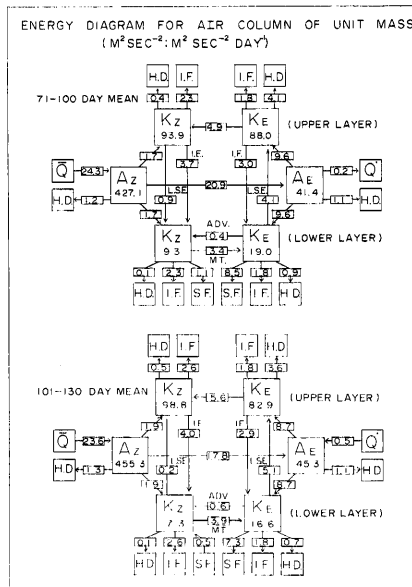 ENERGY DIAGRAM FOR AIR COLUMN OF UNIT MASS
(M² SEC⁻² : M² SEC⁻² DAY⁻¹)
H.D. I.F. I.F. H.D
71-100 DAY MEAN 0.4 2.3 1.8 4.1
KZ 93.9 4.9 KE 88.0 (UPPER LAYER)
1.7 I.F. 3.7 I.F. 3.0 9.6
Q̄ 24.3 AZ 427.1 20.9 AE 41.4 0.2 Q'
H.D. 1.2 LSE 0.9 LSE 4.1 1.1 H.D.
1.7 ADV. 9.6
KZ 9.3 0.4 KE 19.0 (LOWER LAYER)
3.4
MT.
0.1 2.3 1.1 8.5 1.8 0.9
H.D. I.F. S.F. S.F. I.F. H.D
H.D I.F I.F. H.D.
101-130 DAY MEAN 0.5 2.6 1.8 3.6
KZ 98.8 5.6 KE 82.9 (UPPER LAYER)
1.9 I.F 4.0 I.F. 2.9 8.7
Q̄ 23.6 AZ 455.3 17.8 AE 45.3 0.5 Q'
H.D 1.3 LSE 0.2 LSE 5.1 1.1 H.D
1.9 ADV 8.7
KZ 7.3 0.6 KE 16.6 (LOWER LAYER)
3.9
MT
0.1 2.6 0.5 7.3 1.8 0.7
H.D I.F S.F S.F I.F. H.D